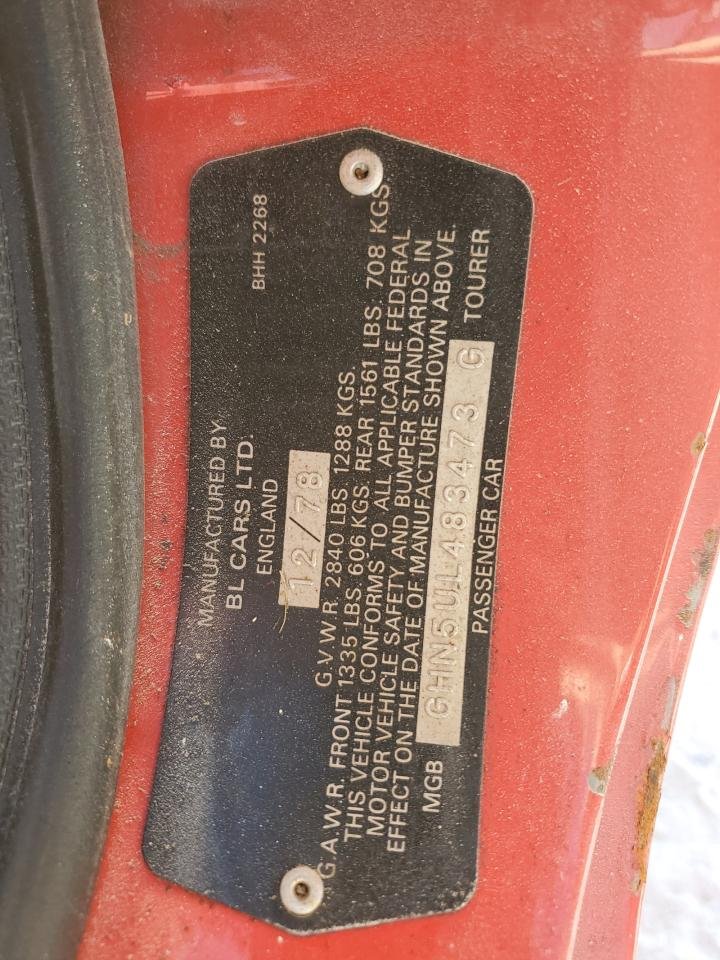 BHH 2268
MANUFACTURED BY
BL CARS LTD.
ENGLAND
12/78
G.V.W.R. 2840 LBS 1288 KGS.
G.A.W.R. FRONT 1335 LBS. 606 KGS. REAR 1561 LBS. 708 KGS.
THIS VEHICLE CONFORMS TO ALL APPLICABLE FEDERAL
MOTOR VEHICLE SAFETY AND BUMPER STANDARDS IN
EFFECT ON THE DATE OF MANUFACTURE SHOWN ABOVE.
MGB GHN5UL483473 G TOURER
PASSENGER CAR